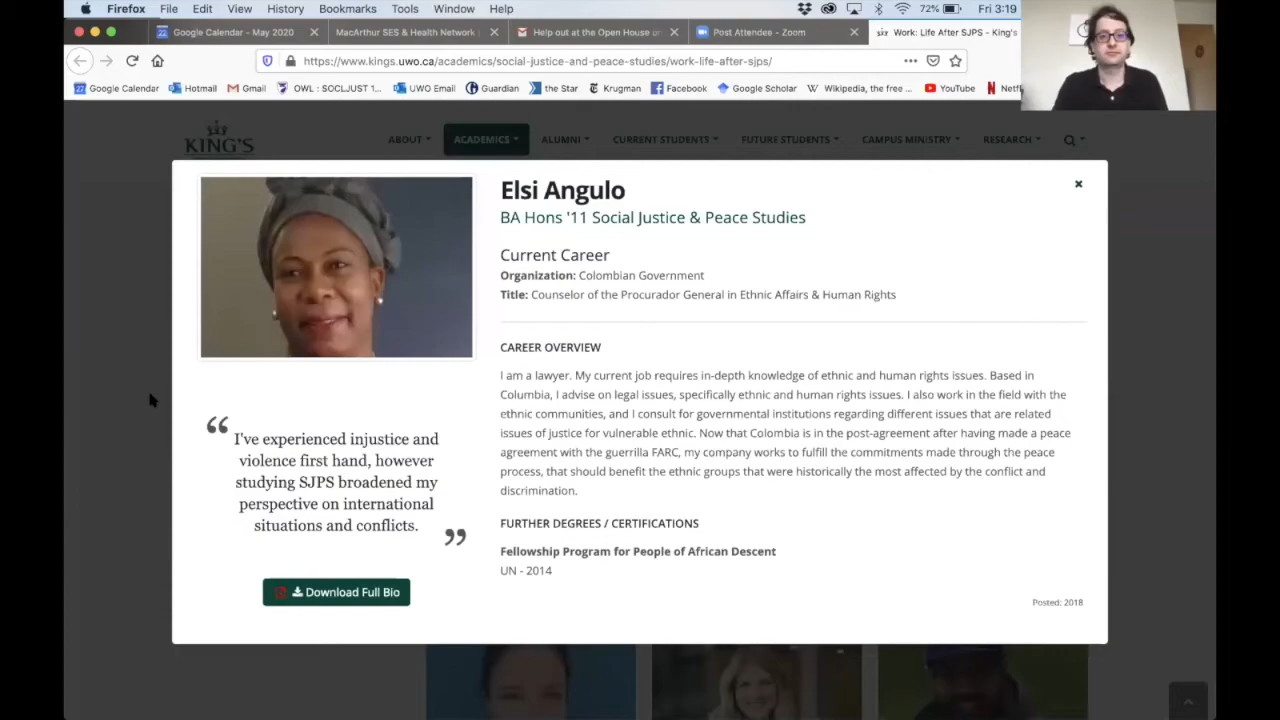 Firefox File Edit View History Bookmarks Tools Window Help 72% Fri 3:19
Google Calendar - May 2020 MacArthur SES & Health Network Help out at the Open House or Post Attendee - Zoom Work: Life After SJPS - King's
https://www.kings.uwo.ca/academics/social-justice-and-peace-studies/work-life-after-sjps/
Google Calendar Hotmail Gmail OWL : SOCLJUST 1... UWO Email Guardian the Star Krugman Facebook Google Scholar Wikipedia, the free ... YouTube Netfl
KING'S ABOUT ACADEMICS ALUMNI CURRENT STUDENTS FUTURE STUDENTS CAMPUS MINISTRY RESEARCH
Elsi Angulo
BA Hons '11 Social Justice & Peace Studies
Current Career
Organization: Colombian Government
Title: Counselor of the Procurador General in Ethnic Affairs & Human Rights
CAREER OVERVIEW
I am a lawyer. My current job requires in-depth knowledge of ethnic and human rights issues. Based in
Columbia, I advise on legal issues, specifically ethnic and human rights issues. I also work in the field with the
ethnic communities, and I consult for governmental institutions regarding different issues that are related
issues of justice for vulnerable ethnic. Now that Colombia is in the post-agreement after having made a peace
agreement with the guerrilla FARC, my company works to fulfill the commitments made through the peace
process, that should benefit the ethnic groups that were historically the most affected by the conflict and
discrimination.
FURTHER DEGREES / CERTIFICATIONS
Fellowship Program for People of African Descent
UN - 2014
Posted: 2018
“ I've experienced injustice and
violence first hand, however
studying SJPS broadened my
perspective on international
situations and conflicts. ”
Download Full Bio